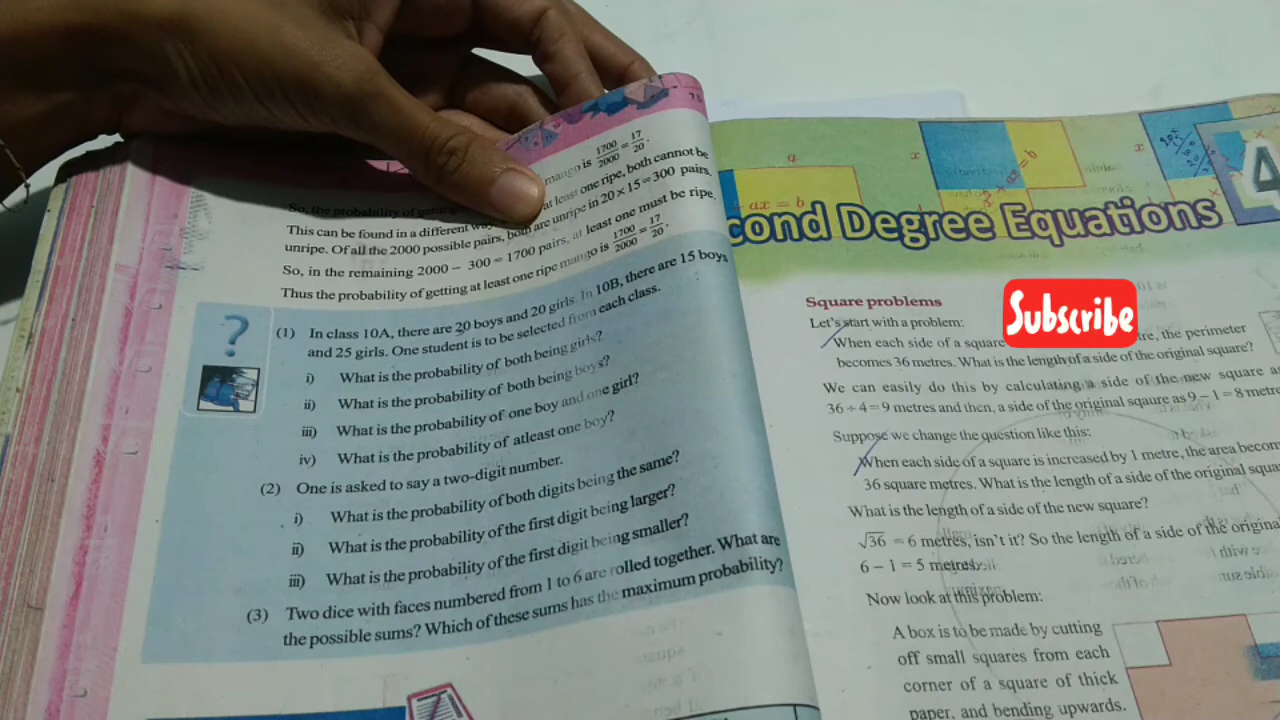 mango is 1700/2000 = 17/20.
So, the probability of getting
at least one ripe, both cannot be
This can be found in a different
unripe. Of all the 2000 possible pairs, both are unripe in 20 × 15 = 300 pairs.
So, in the remaining 2000 − 300 = 1700 pairs, at least one must be ripe.
Thus the probability of getting at least one ripe mango is 1700/2000 = 17/20.
?
(1) In class 10A, there are 20 boys and 20 girls. In 10B, there are 15 boys
and 25 girls. One student is to be selected from each class.
i) What is the probability of both being girls?
ii) What is the probability of both being boys?
iii) What is the probability of one boy and one girl?
iv) What is the probability of atleast one boy?
(2) One is asked to say a two-digit number.
i) What is the probability of both digits being the same?
ii) What is the probability of the first digit being larger?
iii) What is the probability of the first digit being smaller?
(3) Two dice with faces numbered from 1 to 6 are rolled together. What are
the possible sums? Which of these sums has the maximum probability?
a
x
x
ax = b
x² + ax = b
4
cond Degree Equations
Square problems
Subscribe
Let's start with a problem:
When each side of a square tre, the perimeter
becomes 36 metres. What is the length of a side of the original square?
We can easily do this by calculating a side of the new square as
36 ÷ 4 = 9 metres and then, a side of the original sqaure as 9 − 1 = 8 metre
Suppose we change the question like this:
When each side of a square is increased by 1 metre, the area becom
36 square metres. What is the length of a side of the original squa
What is the length of a side of the new square?
√36 = 6 metres, isn't it? So the length of a side of the origina
6 − 1 = 5 metres.
Now look at this problem:
A box is to be made by cutting
off small squares from each
corner of a square of thick
paper, and bending upwards.